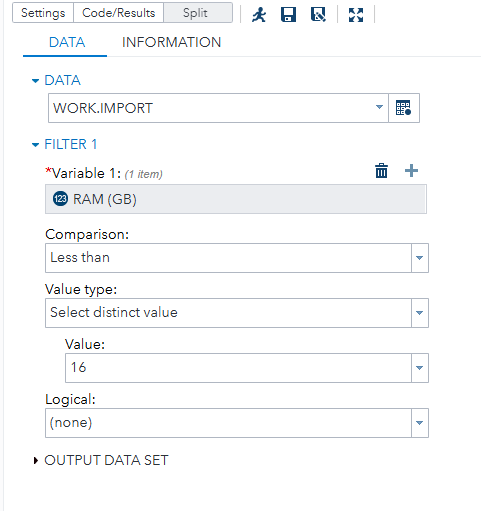 Settings Code/Results Split
DATA INFORMATION
DATA
WORK.IMPORT
FILTER 1
*Variable 1: (1 item)
123 RAM (GB)
Comparison:
Less than
Value type:
Select distinct value
Value:
16
Logical:
(none)
OUTPUT DATA SET